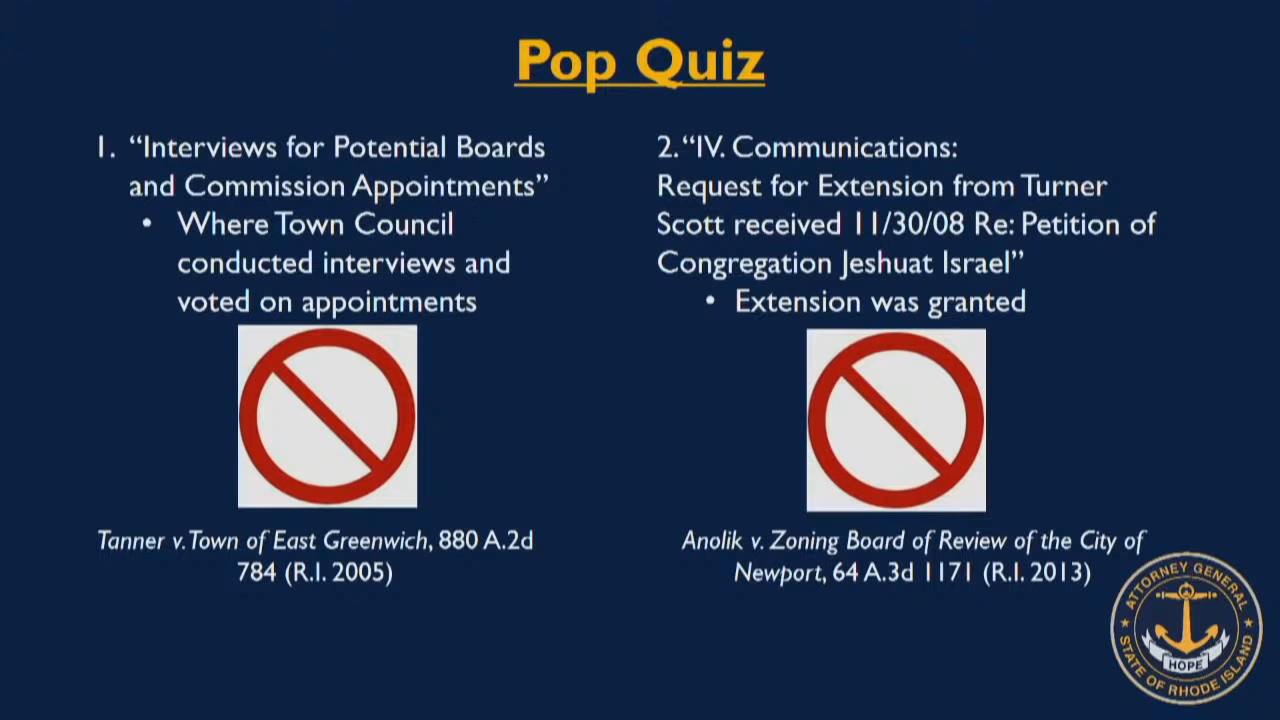 Pop Quiz
1. “Interviews for Potential Boards
and Commission Appointments”
• Where Town Council
conducted interviews and
voted on appointments
Tanner v. Town of East Greenwich, 880 A.2d
784 (R.I. 2005)
2. “IV. Communications:
Request for Extension from Turner
Scott received 11/30/08 Re: Petition of
Congregation Jeshuat Israel”
• Extension was granted
Anolik v. Zoning Board of Review of the City of
Newport, 64 A.3d 1171 (R.I. 2013)
ATTORNEY GENERAL
HOPE
STATE OF RHODE ISLAND